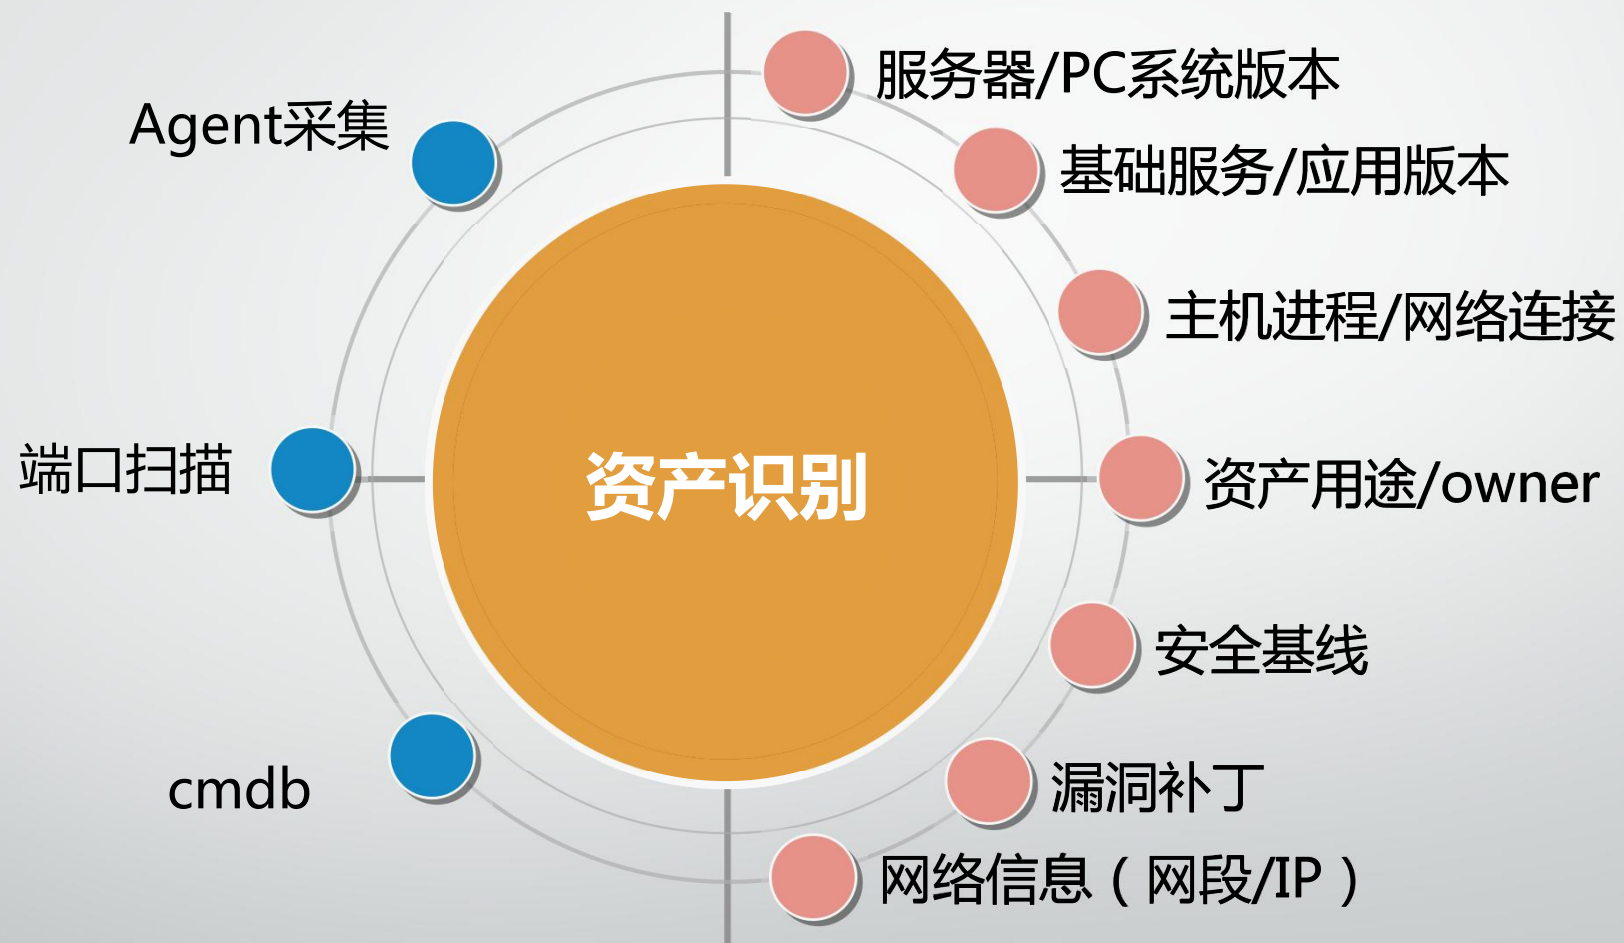 服务器/PC系统版本
Agent采集
基础服务/应用版本
主机进程/网络连接
端口扫描
资产识别
资产用途/owner
安全基线
cmdb
漏洞补丁
网络信息（网段/IP）